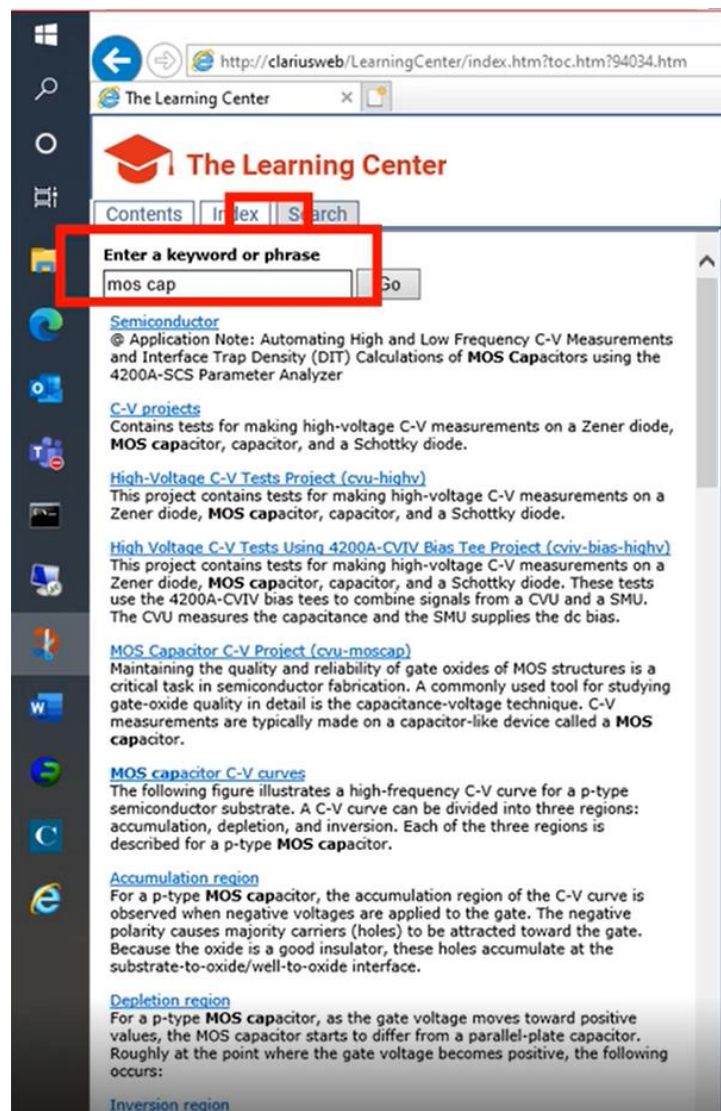 http://clariusweb/LearningCenter/index.htm?toc.htm?94034.htm
The Learning Center
The Learning Center
Contents Index Search
Enter a keyword or phrase
mos cap Go
Semiconductor
@ Application Note: Automating High and Low Frequency C-V Measurements
and Interface Trap Density (DIT) Calculations of MOS Capacitors using the
4200A-SCS Parameter Analyzer
C-V projects
Contains tests for making high-voltage C-V measurements on a Zener diode,
MOS capacitor, capacitor, and a Schottky diode.
High-Voltage C-V Tests Project (cvu-highv)
This project contains tests for making high-voltage C-V measurements on a
Zener diode, MOS capacitor, capacitor, and a Schottky diode.
High Voltage C-V Tests Using 4200A-CVIV Bias Tee Project (cviv-bias-highv)
This project contains tests for making high-voltage C-V measurements on a
Zener diode, MOS capacitor, capacitor, and a Schottky diode. These tests
use the 4200A-CVIV bias tees to combine signals from a CVU and a SMU.
The CVU measures the capacitance and the SMU supplies the dc bias.
MOS Capacitor C-V Project (cvu-moscap)
Maintaining the quality and reliability of gate oxides of MOS structures is a
critical task in semiconductor fabrication. A commonly used tool for studying
gate-oxide quality in detail is the capacitance-voltage technique. C-V
measurements are typically made on a capacitor-like device called a MOS
capacitor.
MOS capacitor C-V curves
The following figure illustrates a high-frequency C-V curve for a p-type
semiconductor substrate. A C-V curve can be divided into three regions:
accumulation, depletion, and inversion. Each of the three regions is
described for a p-type MOS capacitor.
Accumulation region
For a p-type MOS capacitor, the accumulation region of the C-V curve is
observed when negative voltages are applied to the gate. The negative
polarity causes majority carriers (holes) to be attracted toward the gate.
Because the oxide is a good insulator, these holes accumulate at the
substrate-to-oxide/well-to-oxide interface.
Depletion region
For a p-type MOS capacitor, as the gate voltage moves toward positive
values, the MOS capacitor starts to differ from a parallel-plate capacitor.
Roughly at the point where the gate voltage becomes positive, the following
occurs:
Inversion region